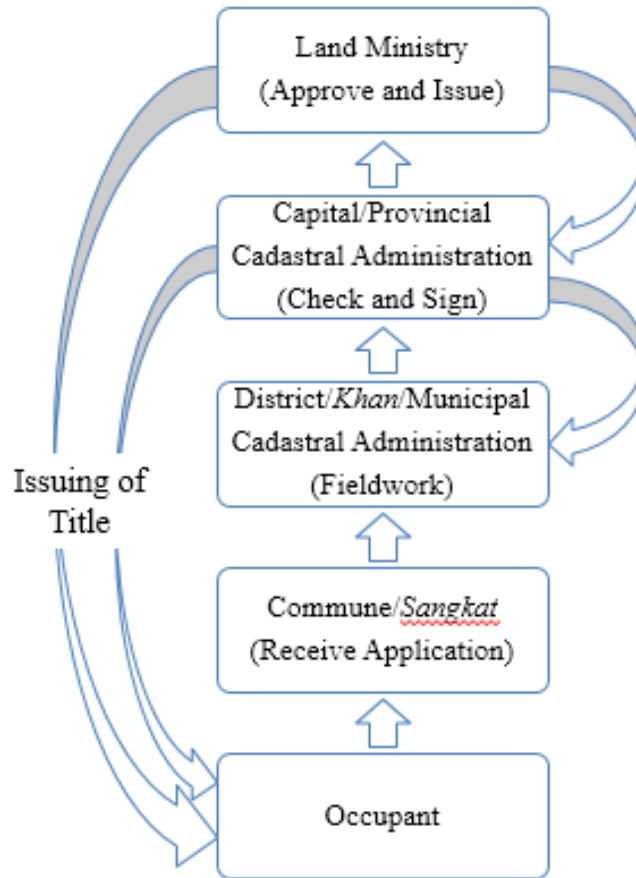 Land Ministry
(Approve and Issue)
Capital/Provincial
Cadastral Administration
(Check and Sign)
District/Khan/Municipal
Cadastral Administration
(Fieldwork)
Issuing of
Title
Commune/Sangkat
(Receive Application)
Occupant